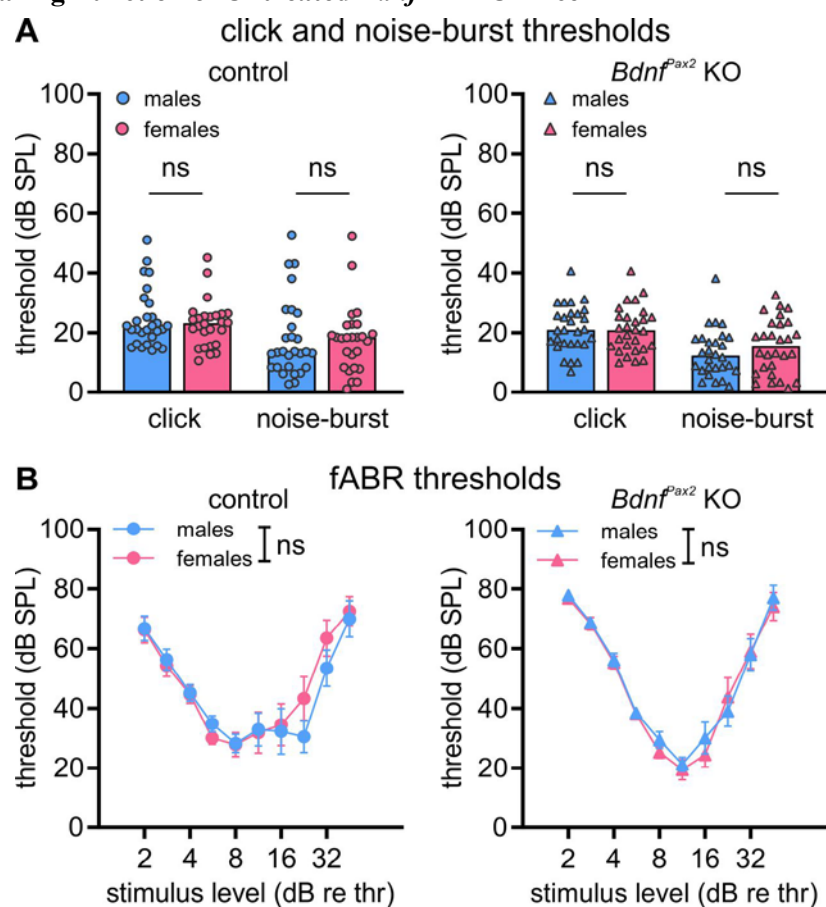 A click and noise-burst thresholds
control
Bdnf^Pax2 KO
threshold (dB SPL)
100
80
60
40
20
0
males
females
ns
ns
click
noise-burst
threshold (dB SPL)
100
80
60
40
20
0
males
females
ns
ns
click
noise-burst
B fABR thresholds
control
Bdnf^Pax2 KO
threshold (dB SPL)
100
80
60
40
20
0
males
females
ns
2 4 8 16 32
stimulus level (dB re thr)
threshold (dB SPL)
100
80
60
40
20
0
males
females
ns
2 4 8 16 32
stimulus level (dB re thr)